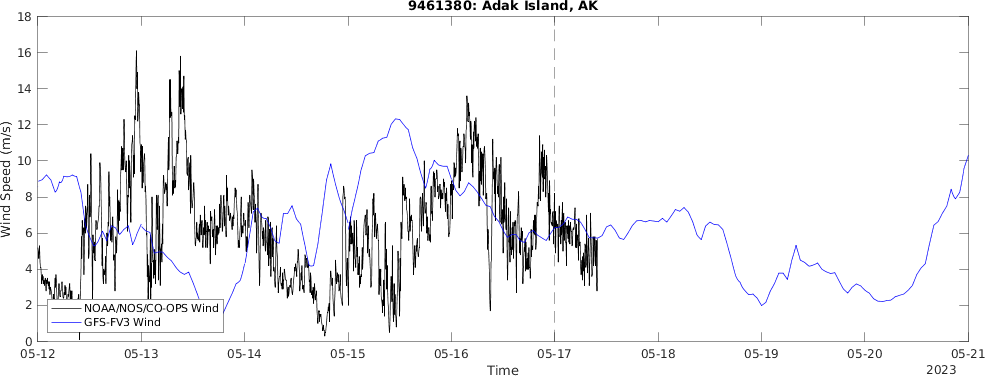 9461380: Adak Island, AK
Wind Speed (m/s)
18
16
14
12
10
8
6
4
2
0
NOAA/NOS/CO-OPS Wind
GFS-FV3 Wind
05-12 05-13 05-14 05-15 05-16 05-17 05-18 05-19 05-20 05-21
Time
2023